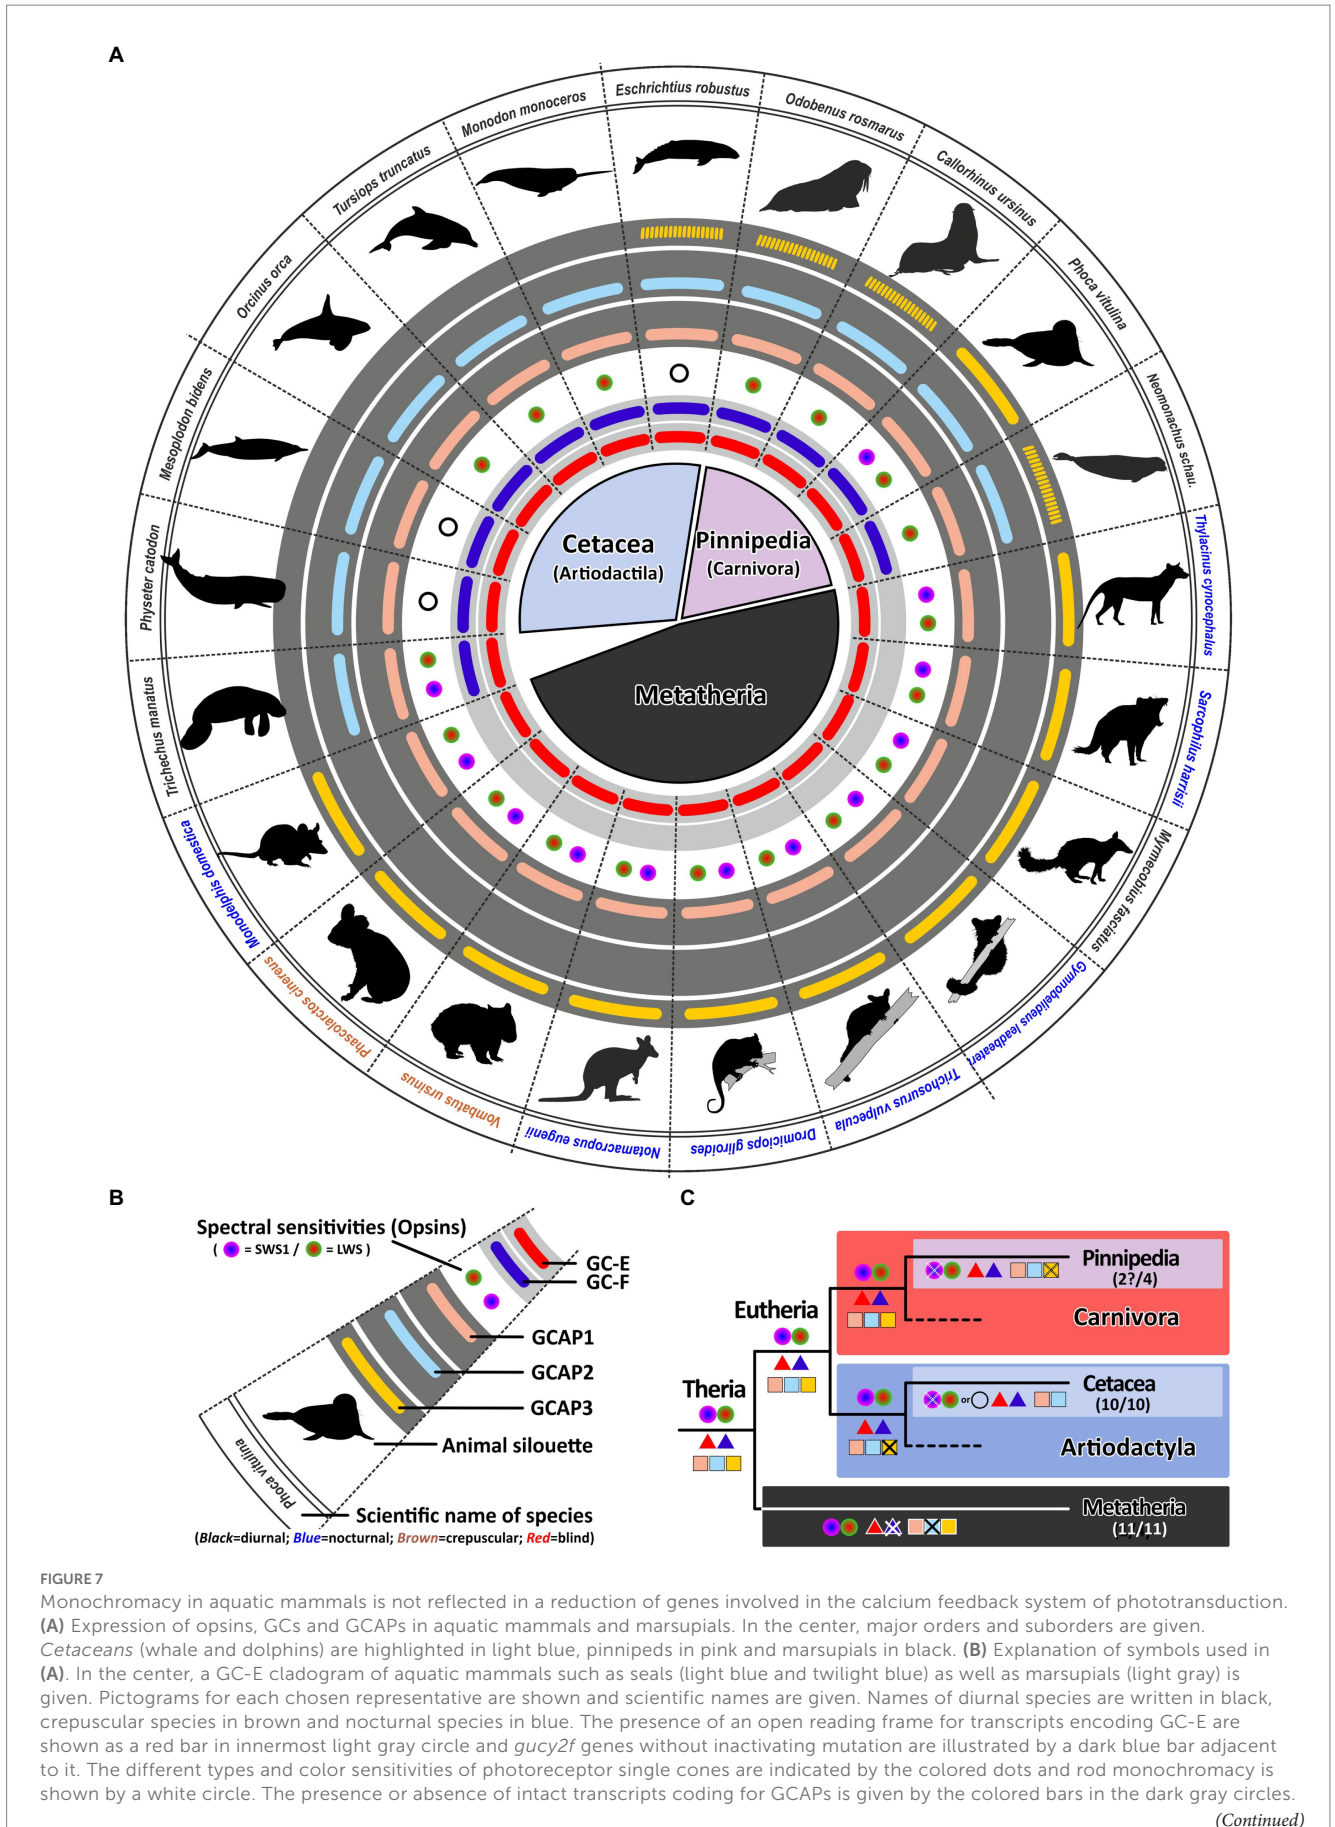 A
Eschrichtius robustus
Odobenus rosmarus
Callorhinus ursinus
Phoca vitulina
Neomonachus schau.
Thylacinus cynocephalus
Sarcophilus harrisii
Myrmecobius fasciatus
Gymnobelideus leadbeateri
Trichosurus vulpecula
Dromiciops gliroides
Notamacropus eugenii
Vombatus ursinus
Phascolarctos cinereus
Monodelphis domestica
Trichechus manatus
Physeter catodon
Mesoplodon bidens
Orcinus orca
Tursiops truncatus
Monodon monoceros
Cetacea
(Artiodactila)
Pinnipedia
(Carnivora)
Metatheria
B
Spectral sensitivities (Opsins)
( = SWS1 / = LWS )
GC-E
GC-F
GCAP1
GCAP2
GCAP3
Animal silouette
Phoca vitulina
Scientific name of species
(Black=diurnal; Blue=nocturnal; Brown=crepuscular; Red=blind)
C
Pinnipedia
(2?/4)
Carnivora
Eutheria
Theria
Cetacea
(10/10)
or
Artiodactyla
Metatheria
(11/11)
FIGURE 7
Monochromacy in aquatic mammals is not reflected in a reduction of genes involved in the calcium feedback system of phototransduction.
(A) Expression of opsins, GCs and GCAPs in aquatic mammals and marsupials. In the center, major orders and suborders are given.
Cetaceans (whale and dolphins) are highlighted in light blue, pinnipeds in pink and marsupials in black. (B) Explanation of symbols used in
(A). In the center, a GC-E cladogram of aquatic mammals such as seals (light blue and twilight blue) as well as marsupials (light gray) is
given. Pictograms for each chosen representative are shown and scientific names are given. Names of diurnal species are written in black,
crepuscular species in brown and nocturnal species in blue. The presence of an open reading frame for transcripts encoding GC-E are
shown as a red bar in innermost light gray circle and gucy2f genes without inactivating mutation are illustrated by a dark blue bar adjacent
to it. The different types and color sensitivities of photoreceptor single cones are indicated by the colored dots and rod monochromacy is
shown by a white circle. The presence or absence of intact transcripts coding for GCAPs is given by the colored bars in the dark gray circles.
(Continued)